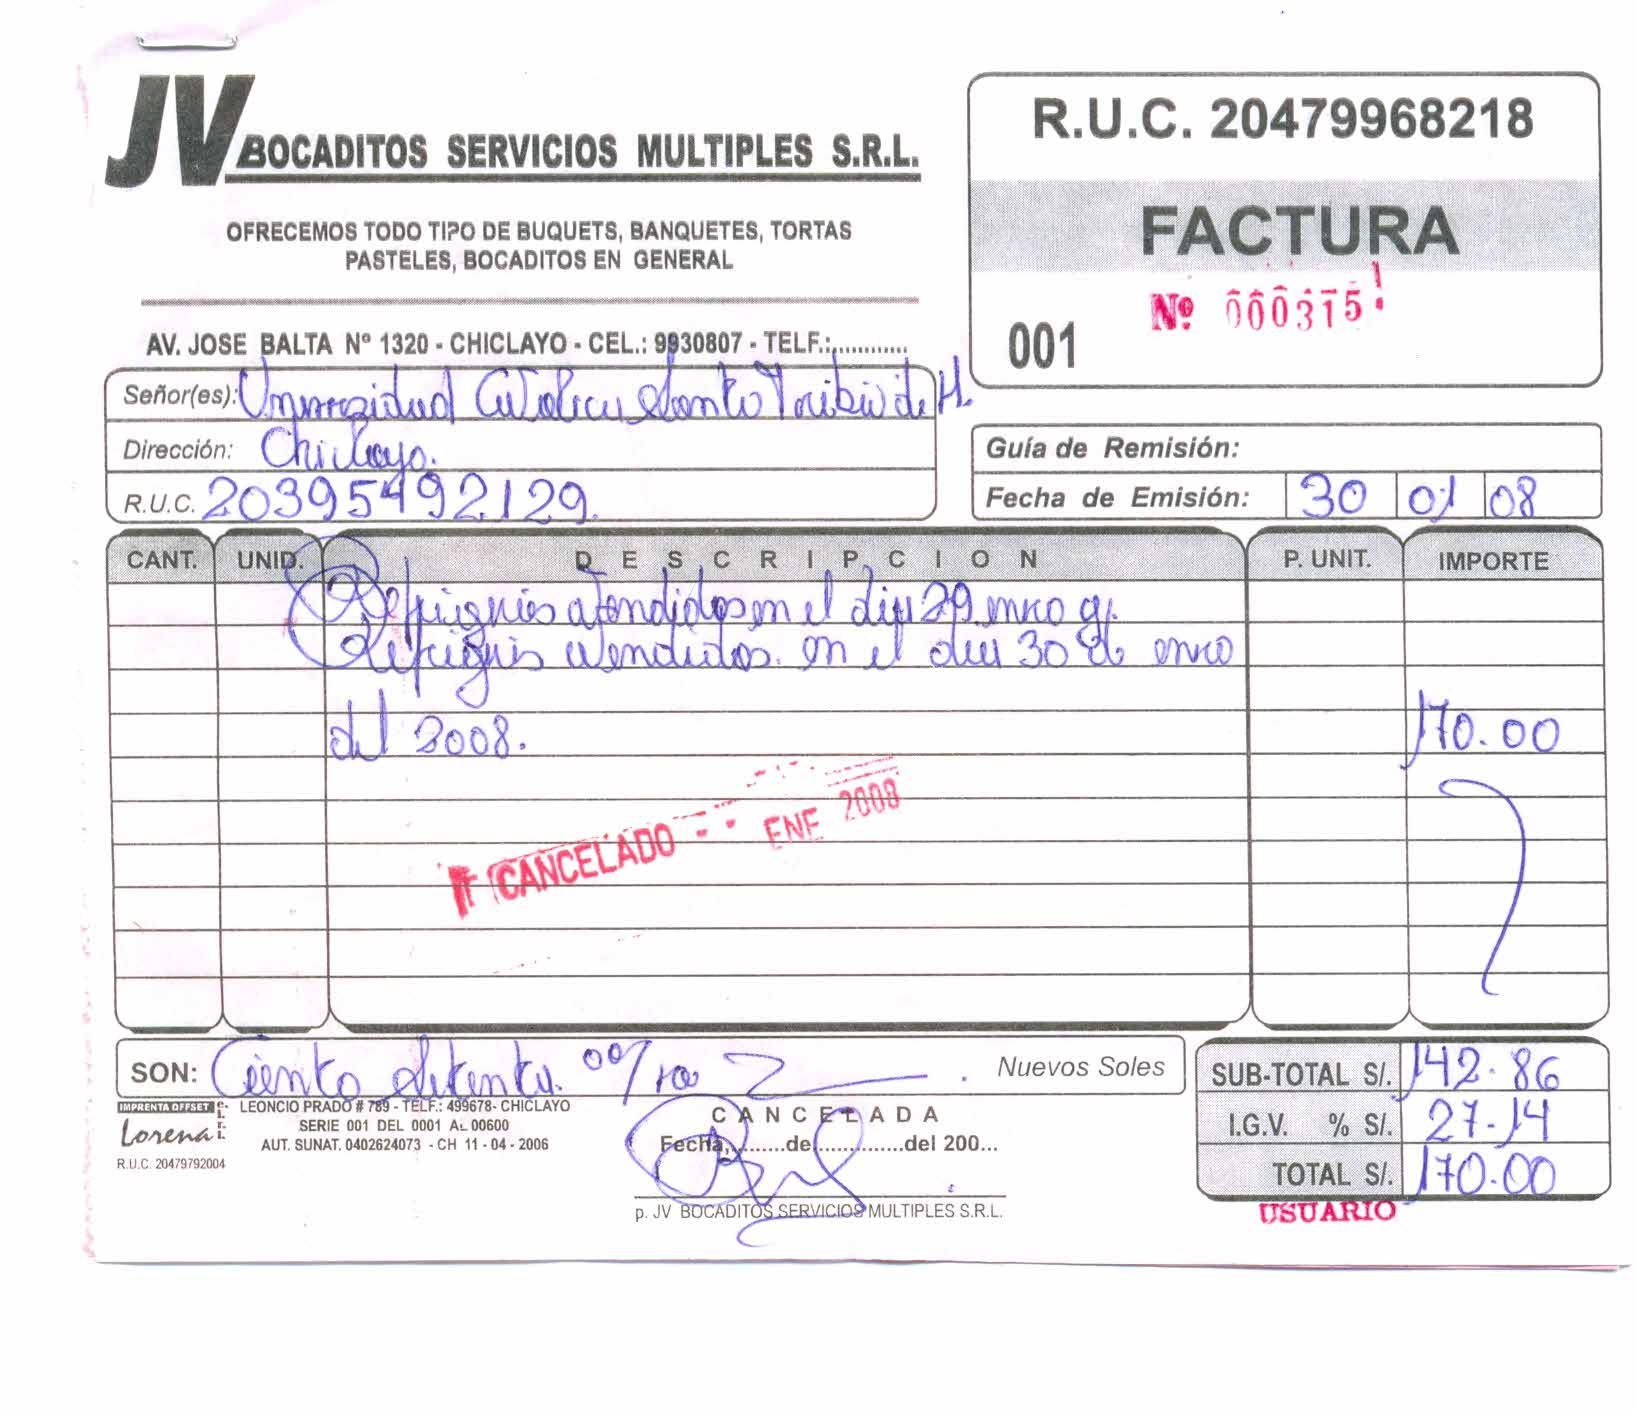 JV BOCADITOS SERVICIOS MULTIPLES S.R.L.
OFRECEMOS TODO TIPO DE BUQUETS, BANQUETES, TORTAS
PASTELES, BOCADITOS EN GENERAL
AV. JOSE BALTA Nº 1320 - CHICLAYO - CEL.: 9930807 - TELF.:............
R.U.C. 20479968218
FACTURA
001 Nº 000315
Señor(es): Universidad Catolica Santo Toribio de M.
Dirección: Chiclayo.
R.U.C. 20395492129
Guía de Remisión:
Fecha de Emisión: 30 01 08
CANT. UNID. DESCRIPCION P. UNIT. IMPORTE
Refrigerios atendidos en el dia 29 enero y
Refrigerios atendidos en el dia 30 de enero
del 2008. 170.00
CANCELADO ENE 2008
SON: Ciento setenta 00/100 Nuevos Soles
SUB-TOTAL S/. 142.86
I.G.V. % S/. 27.14
TOTAL S/. 170.00
USUARIO
IMPRENTA OFFSET
Lorena
R.U.C. 20479792004
LEONCIO PRADO # 789 - TELF.: 499678- CHICLAYO
SERIE 001 DEL 0001 AL 00600
AUT. SUNAT. 0402624073 - CH 11 - 04 - 2006
CANCELADA
Fecha,.......de..............del 200...
p. JV BOCADITOS SERVICIOS MULTIPLES S.R.L.